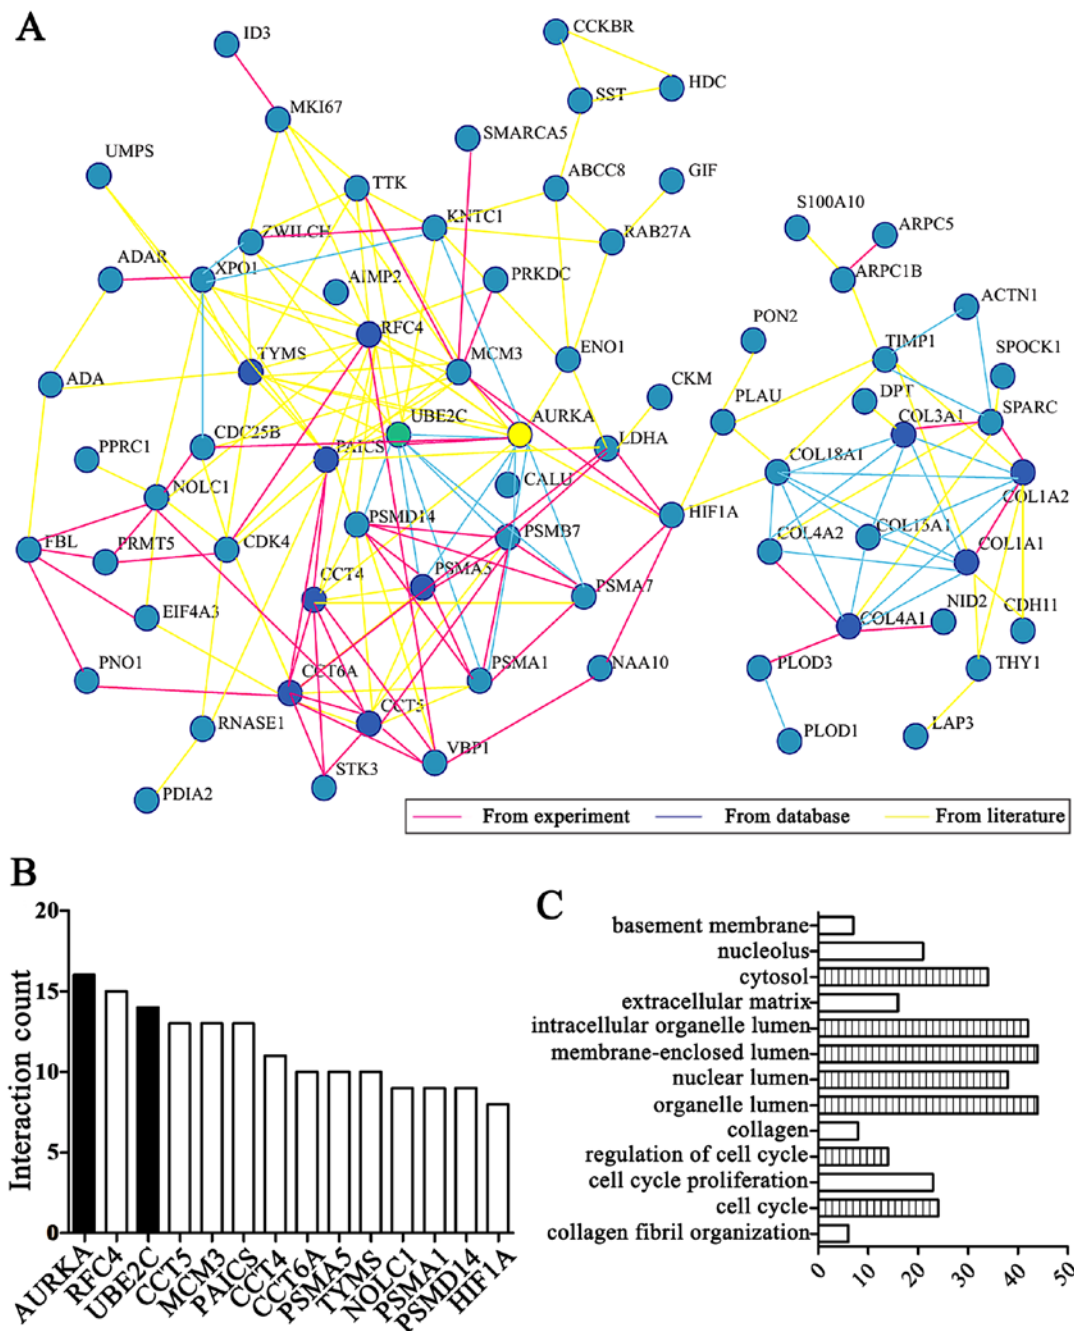 A
ID3
CCKBR
HDC
MKI67
SST
SMARCA5
UMPS
TTK
ABCC8
GIF
S100A10
ARPC5
KNTC1
ZWILCH
RAB27A
ADAR
XPO1
AIMP2
PRKDC
ARPC1B
ACTN1
RFC4
PON2
TIMP1
TYMS
MCM3
ENO1
SPOCK1
ADA
CKM
PLAU
DPT
UBE2C
AURKA
COL3A1
SPARC
CDC25B
LDHA
PPRC1
PAICS
COL18A1
NOLC1
CALU
COL1A2
PSMD14
HIF1A
FBL
PRMT5
PSMB7
COL4A2
COL15A1
CDK4
COL1A1
CCT4
PSMA5
PSMA7
EIF4A3
COL4A1
NID2
CDH11
PNO1
CCT6A
PSMA1
NAA10
PLOD3
THY1
RNASE1
CCT5
VBP1
PLOD1
LAP3
STK3
PDIA2
From experiment From database From literature
B
Interaction count
20
15
10
5
0
AURKA
RFC4
UBE2C
CCT5
MCM3
PAICS
CCT4
CCT6A
PSMA5
TYMS
NOLC1
PSMA1
PSMD14
HIF1A
C
basement membrane
nucleolus
cytosol
extracellular matrix
intracellular organelle lumen
membrane-enclosed lumen
nuclear lumen
organelle lumen
collagen
regulation of cell cycle
cell cycle proliferation
cell cycle
collagen fibril organization
0 10 20 30 40 50